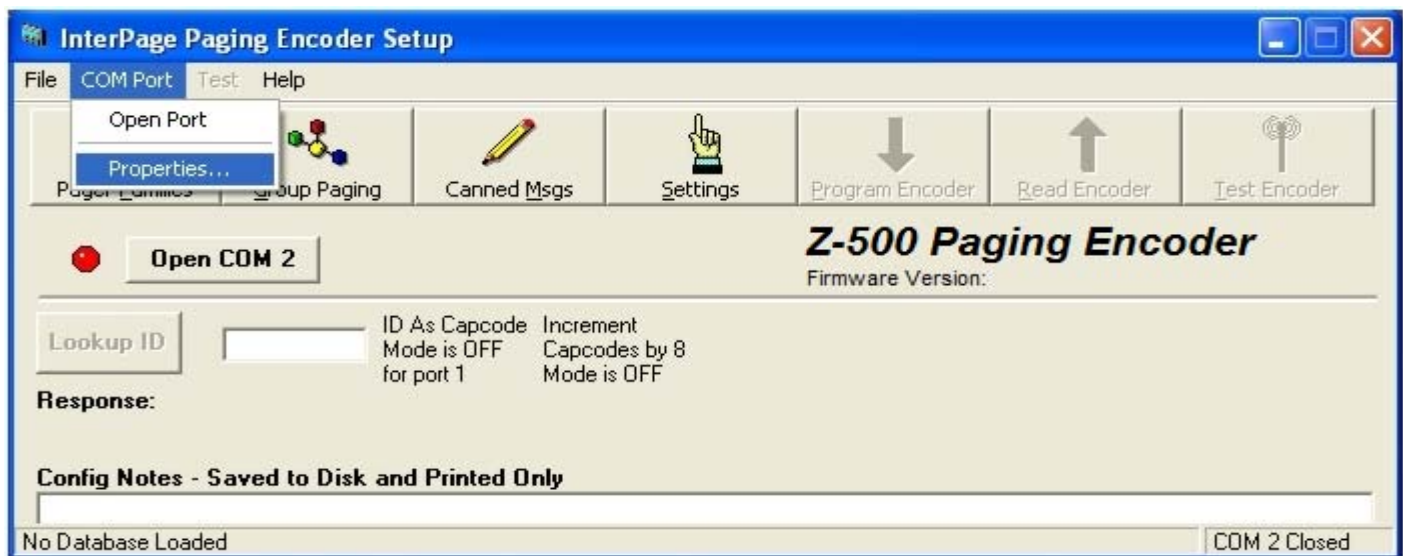 InterPage Paging Encoder Setup
File COM Port Test Help
Open Port
Properties...
Pager Families Group Paging Canned Msgs Settings Program Encoder Read Encoder Test Encoder
Open COM 2
Z-500 Paging Encoder
Firmware Version:
Lookup ID
ID As Capcode
Mode is OFF
for port 1
Increment
Capcodes by 8
Mode is OFF
Response:
Config Notes - Saved to Disk and Printed Only
No Database Loaded
COM 2 Closed